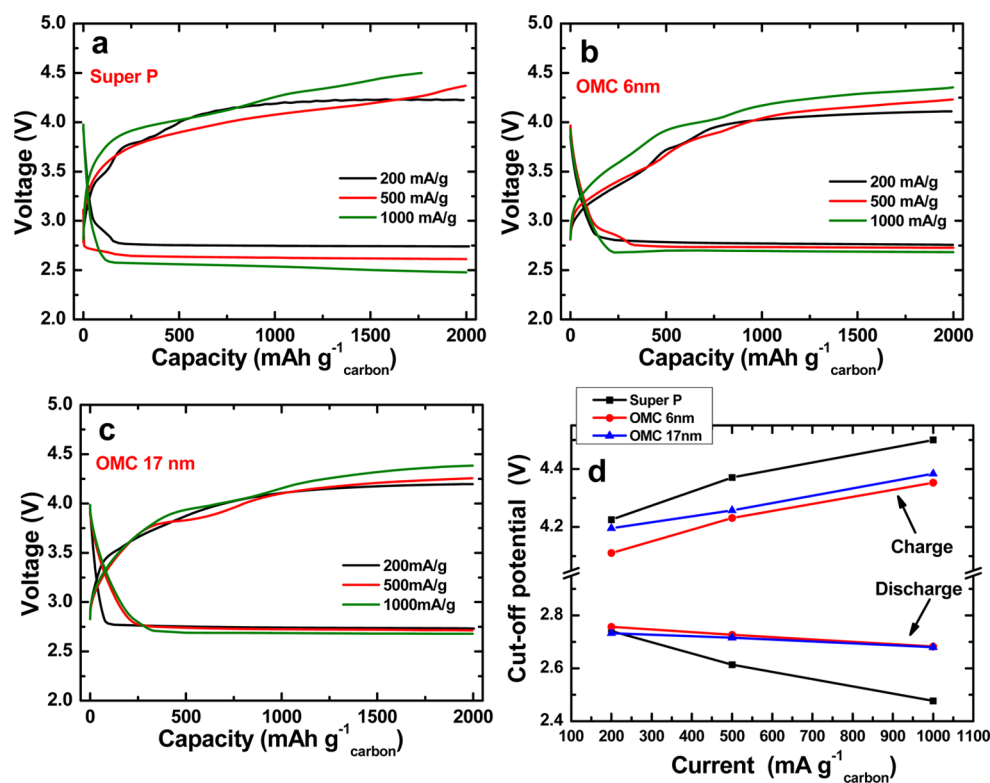 a
Super P
5.0
4.5
4.0
3.5
3.0
2.5
2.0
Voltage (V)
200 mA/g
500 mA/g
1000 mA/g
0
500
1000
1500
2000
Capacity (mAh g⁻¹carbon)
b
OMC 6nm
5.0
4.5
4.0
3.5
3.0
2.5
2.0
Voltage (V)
200 mA/g
500 mA/g
1000 mA/g
0
500
1000
1500
2000
Capacity (mAh g⁻¹carbon)
c
OMC 17 nm
5.0
4.5
4.0
3.5
3.0
2.5
2.0
Voltage (V)
200mA/g
500mA/g
1000mA/g
0
500
1000
1500
2000
Capacity (mAh g⁻¹carbon)
Super P
OMC 6nm
OMC 17nm
d
4.4
4.2
2.8
2.6
2.4
Cut-off potential (V)
Charge
Discharge
100 200 300 400 500 600 700 800 900 1000 1100
Current (mA g⁻¹carbon)